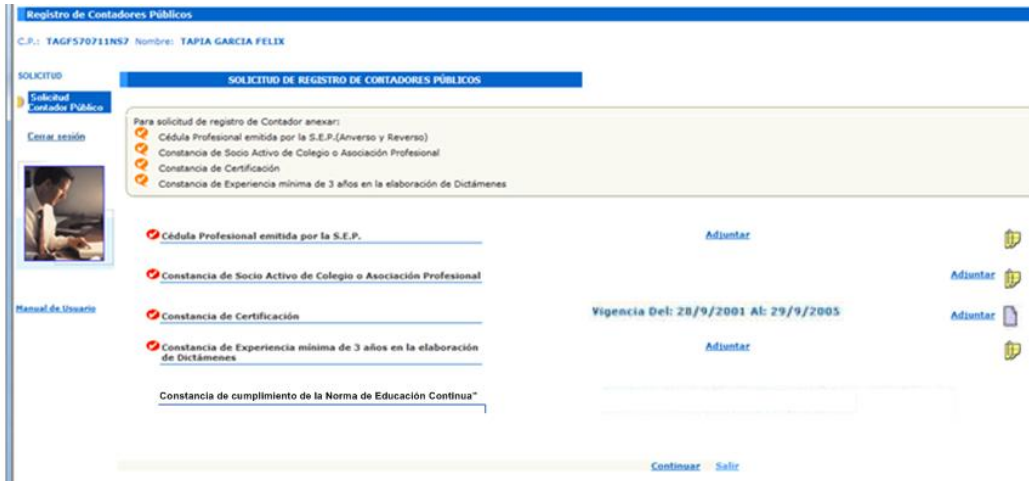 Registro de Contadores Públicos
C.P.: TAGF570711NS7 Nombre: TAPIA GARCIA FELIX
SOLICITUD
Solicitud
Contador Público
Cerrar sesión
Manual de Usuario
SOLICITUD DE REGISTRO DE CONTADORES PÚBLICOS
Para solicitud de registro de Contador anexar:
Cédula Profesional emitida por la S.E.P.(Anverso y Reverso)
Constancia de Socio Activo de Colegio o Asociación Profesional
Constancia de Certificación
Constancia de Experiencia mínima de 3 años en la elaboración de Dictámenes
Cédula Profesional emitida por la S.E.P. Adjuntar
Constancia de Socio Activo de Colegio o Asociación Profesional Adjuntar
Constancia de Certificación Vigencia Del: 28/9/2001 Al: 29/9/2005 Adjuntar
Constancia de Experiencia mínima de 3 años en la elaboración Adjuntar
de Dictámenes
Constancia de cumplimiento de la Norma de Educación Continua"
Continuar Salir